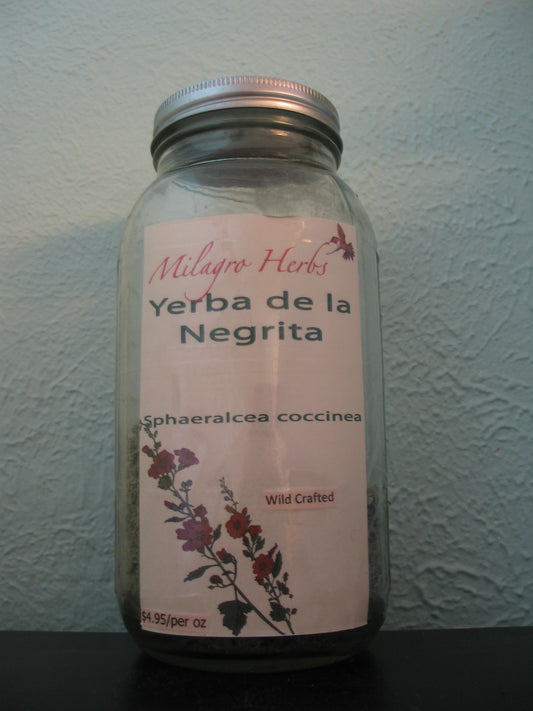 Milagro Herbs
Yerba de la
Negrita
Sphaeralcea coccinea
Wild Crafted
$4.95/per oz